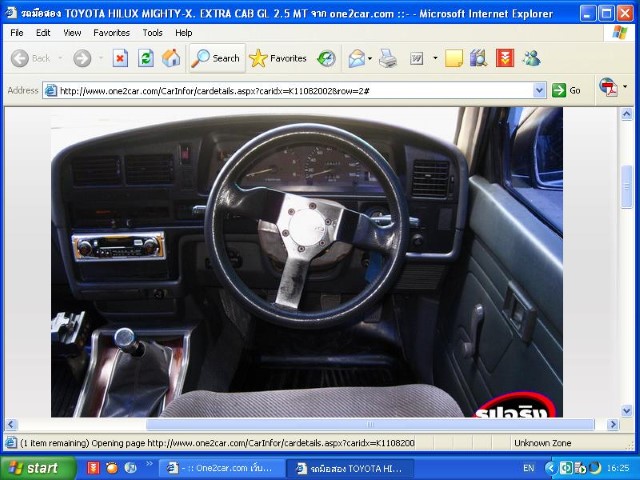 รถมือสอง TOYOTA HILUX MIGHTY-X. EXTRA CAB GL 2.5 MT จาก one2car.com ::- - Microsoft Internet Explorer
File Edit View Favorites Tools Help
Back Search Favorites
Address http://www.one2car.com/CarInfor/cardetails.aspx?caridx=K11082002&row=2# Go
(1 item remaining) Opening page http://www.one2car.com/CarInfor/cardetails.aspx?caridx=K1108200 Unknown Zone
start - :: One2car.com เว็บ... รถมือสอง TOYOTA HI... EN 16:25